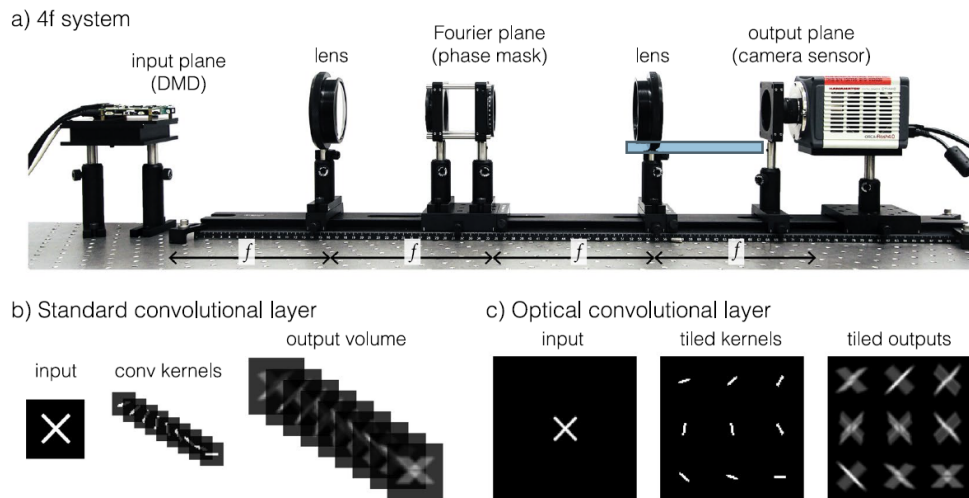 a) 4f system
input plane
(DMD)
lens
Fourier plane
(phase mask)
lens
output plane
(camera sensor)
f
f
f
f
b) Standard convolutional layer
input
conv kernels
output volume
c) Optical convolutional layer
input
tiled kernels
tiled outputs